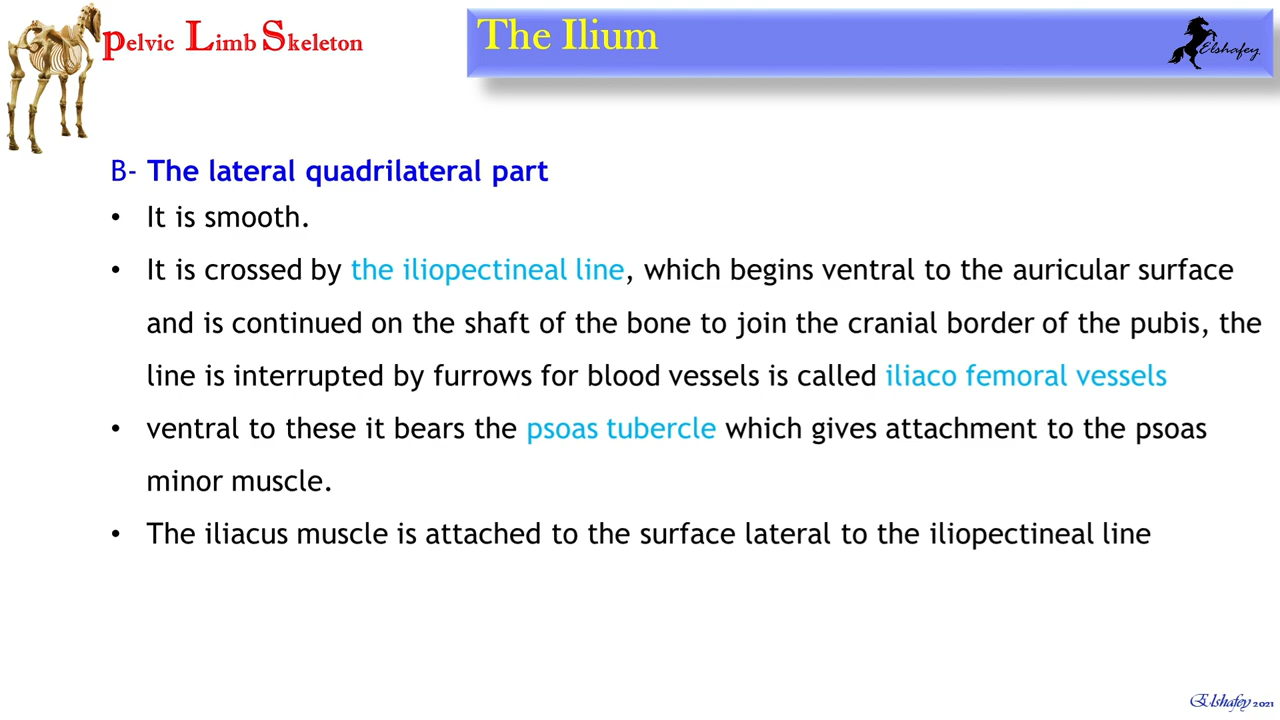 Pelvic Limb Skeleton
The Ilium
Elshafey
B- The lateral quadrilateral part
• It is smooth.
• It is crossed by the iliopectineal line, which begins ventral to the auricular surface
and is continued on the shaft of the bone to join the cranial border of the pubis, the
line is interrupted by furrows for blood vessels is called iliaco femoral vessels
• ventral to these it bears the psoas tubercle which gives attachment to the psoas
minor muscle.
• The iliacus muscle is attached to the surface lateral to the iliopectineal line
Elshafey 2021